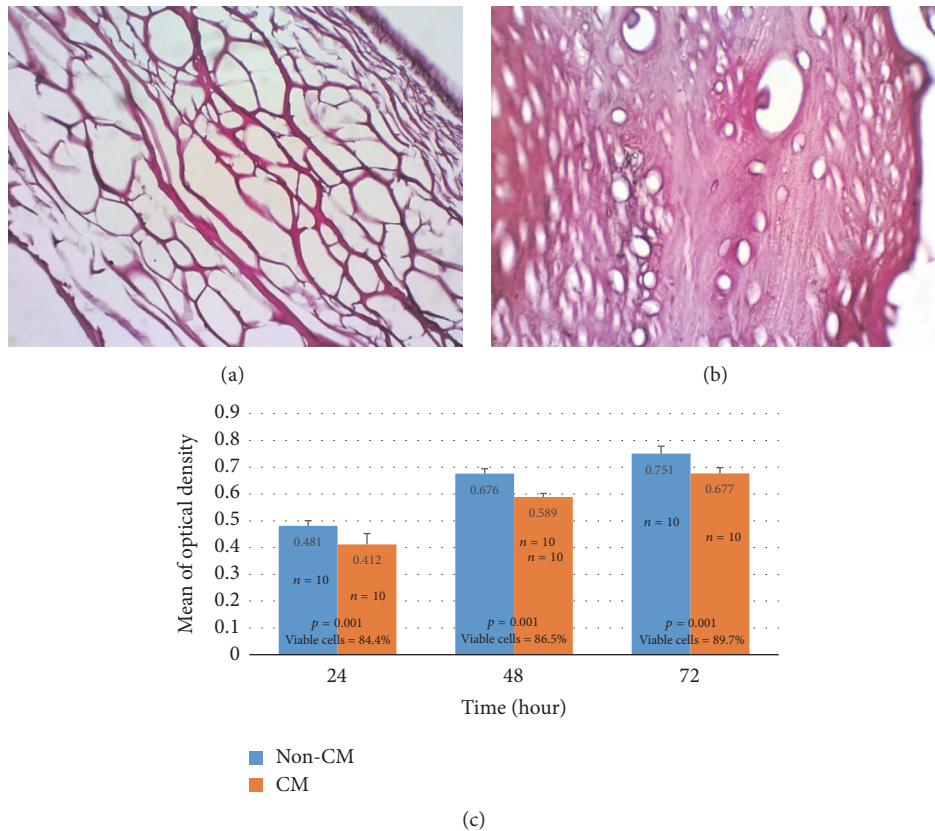 (a)
(b)
Mean of optical density
0.9
0.8
0.7
0.6
0.5
0.4
0.3
0.2
0.1
0
0.481
0.412
n = 10
n = 10
p = 0.001
Viable cells = 84.4%
0.676
0.589
n = 10
n = 10
p = 0.001
Viable cells = 86.5%
0.751
0.677
n = 10
n = 10
p = 0.001
Viable cells = 89.7%
24
48
72
Time (hour)
Non-CM
CM
(c)